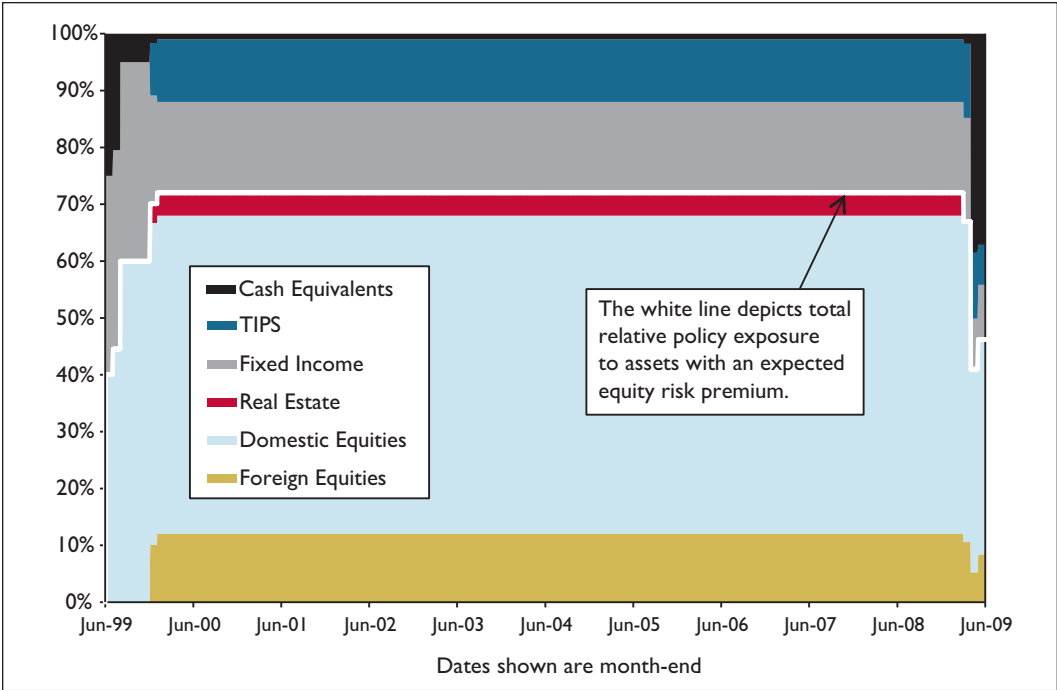 100%
90%
80%
70%
60%
50%
40%
30%
20%
10%
0%
Cash Equivalents
TIPS
Fixed Income
Real Estate
Domestic Equities
Foreign Equities
The white line depicts total
relative policy exposure
to assets with an expected
equity risk premium.
Jun-99 Jun-00 Jun-01 Jun-02 Jun-03 Jun-04 Jun-05 Jun-06 Jun-07 Jun-08 Jun-09
Dates shown are month-end